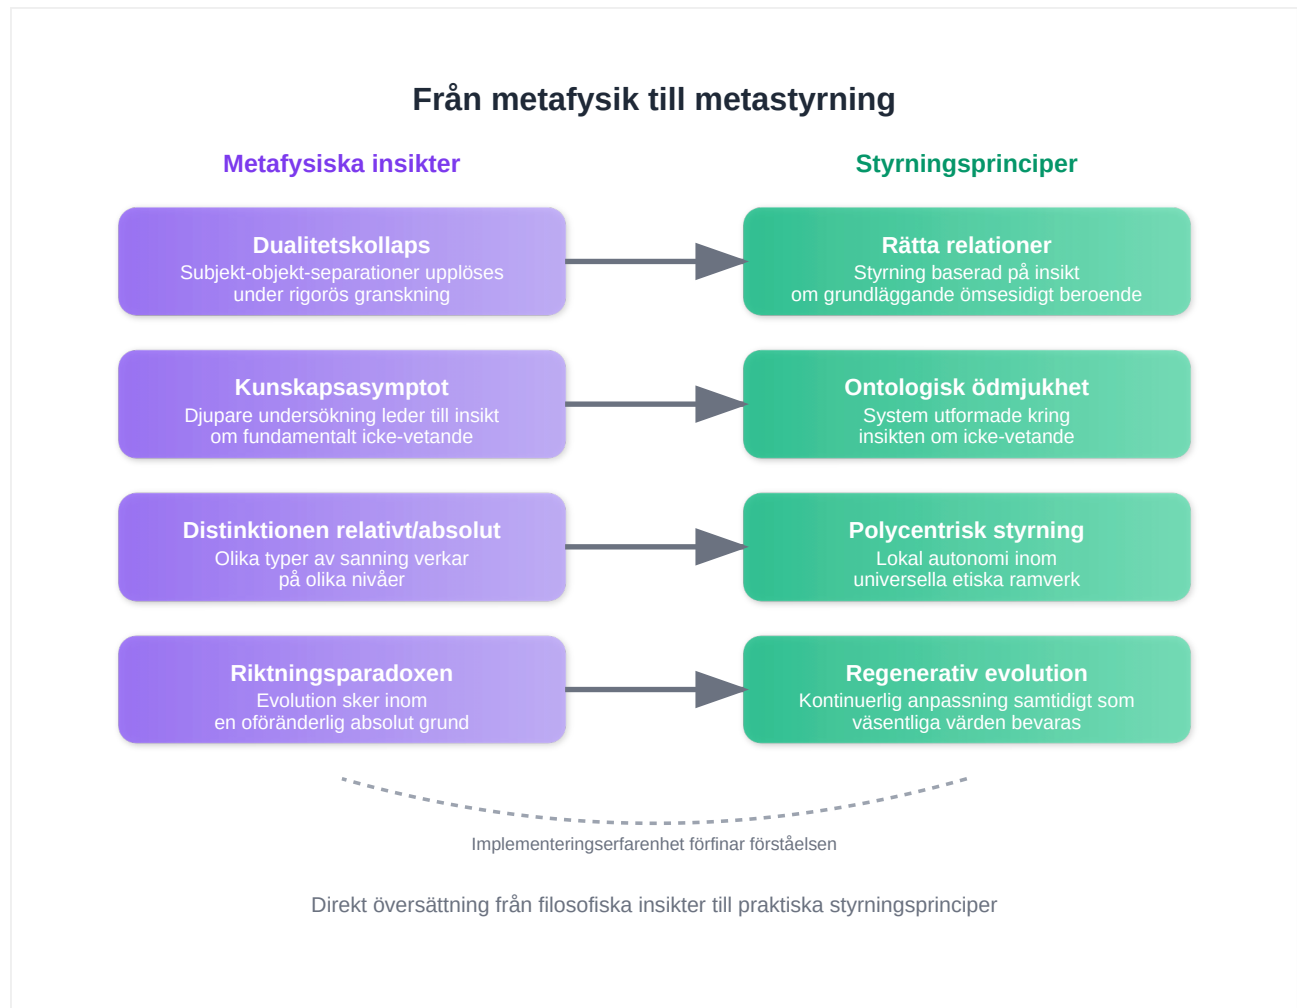 Från metafysik till metastyrning
Metafysiska insikter
Styrningsprinciper
Dualitetskollaps
Subjekt-objekt-separationer upplöses
under rigorös granskning
Rätta relationer
Styrning baserad på insikt
om grundläggande ömsesidigt beroende
Kunskapsasymptot
Djupare undersökning leder till insikt
om fundamentalt icke-vetande
Ontologisk ödmjukhet
System utformade kring
insikten om icke-vetande
Distinktionen relativt/absolut
Olika typer av sanning verkar
på olika nivåer
Polycentrisk styrning
Lokal autonomi inom
universella etiska ramverk
Riktningsparadoxen
Evolution sker inom
en oföränderlig absolut grund
Regenerativ evolution
Kontinuerlig anpassning samtidigt som
väsentliga värden bevaras
Implementeringserfarenhet förfinar förståelsen
Direkt översättning från filosofiska insikter till praktiska styrningsprinciper